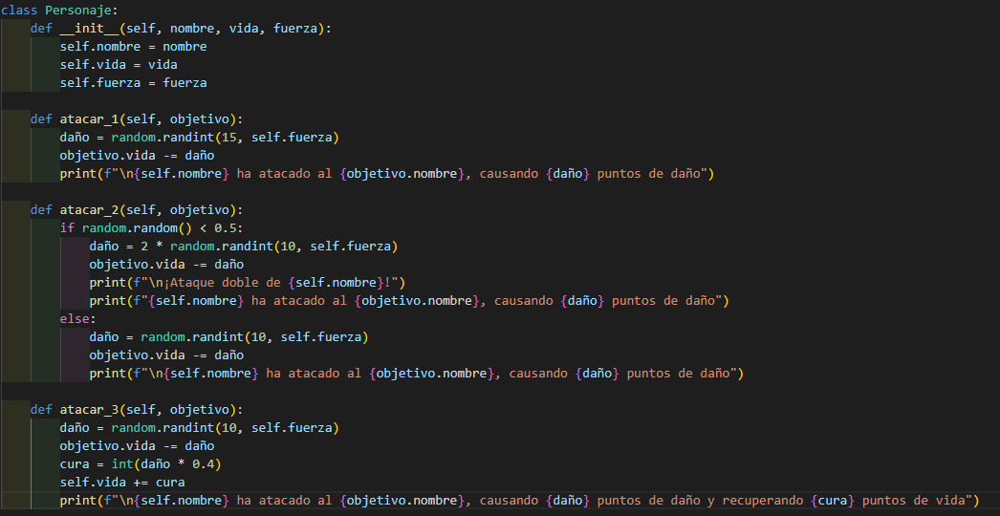 class Personaje:
    def __init__(self, nombre, vida, fuerza):
        self.nombre = nombre
        self.vida = vida
        self.fuerza = fuerza

    def atacar_1(self, objetivo):
        daño = random.randint(15, self.fuerza)
        objetivo.vida -= daño
        print(f"\n{self.nombre} ha atacado al {objetivo.nombre}, causando {daño} puntos de daño")

    def atacar_2(self, objetivo):
        if random.random() < 0.5:
            daño = 2 * random.randint(10, self.fuerza)
            objetivo.vida -= daño
            print(f"\n¡Ataque doble de {self.nombre}!")
            print(f"{self.nombre} ha atacado al {objetivo.nombre}, causando {daño} puntos de daño")
        else:
            daño = random.randint(10, self.fuerza)
            objetivo.vida -= daño
            print(f"\n{self.nombre} ha atacado al {objetivo.nombre}, causando {daño} puntos de daño")

    def atacar_3(self, objetivo):
        daño = random.randint(10, self.fuerza)
        objetivo.vida -= daño
        cura = int(daño * 0.4)
        self.vida += cura
        print(f"\n{self.nombre} ha atacado al {objetivo.nombre}, causando {daño} puntos de daño y recuperando {cura} puntos de vida")